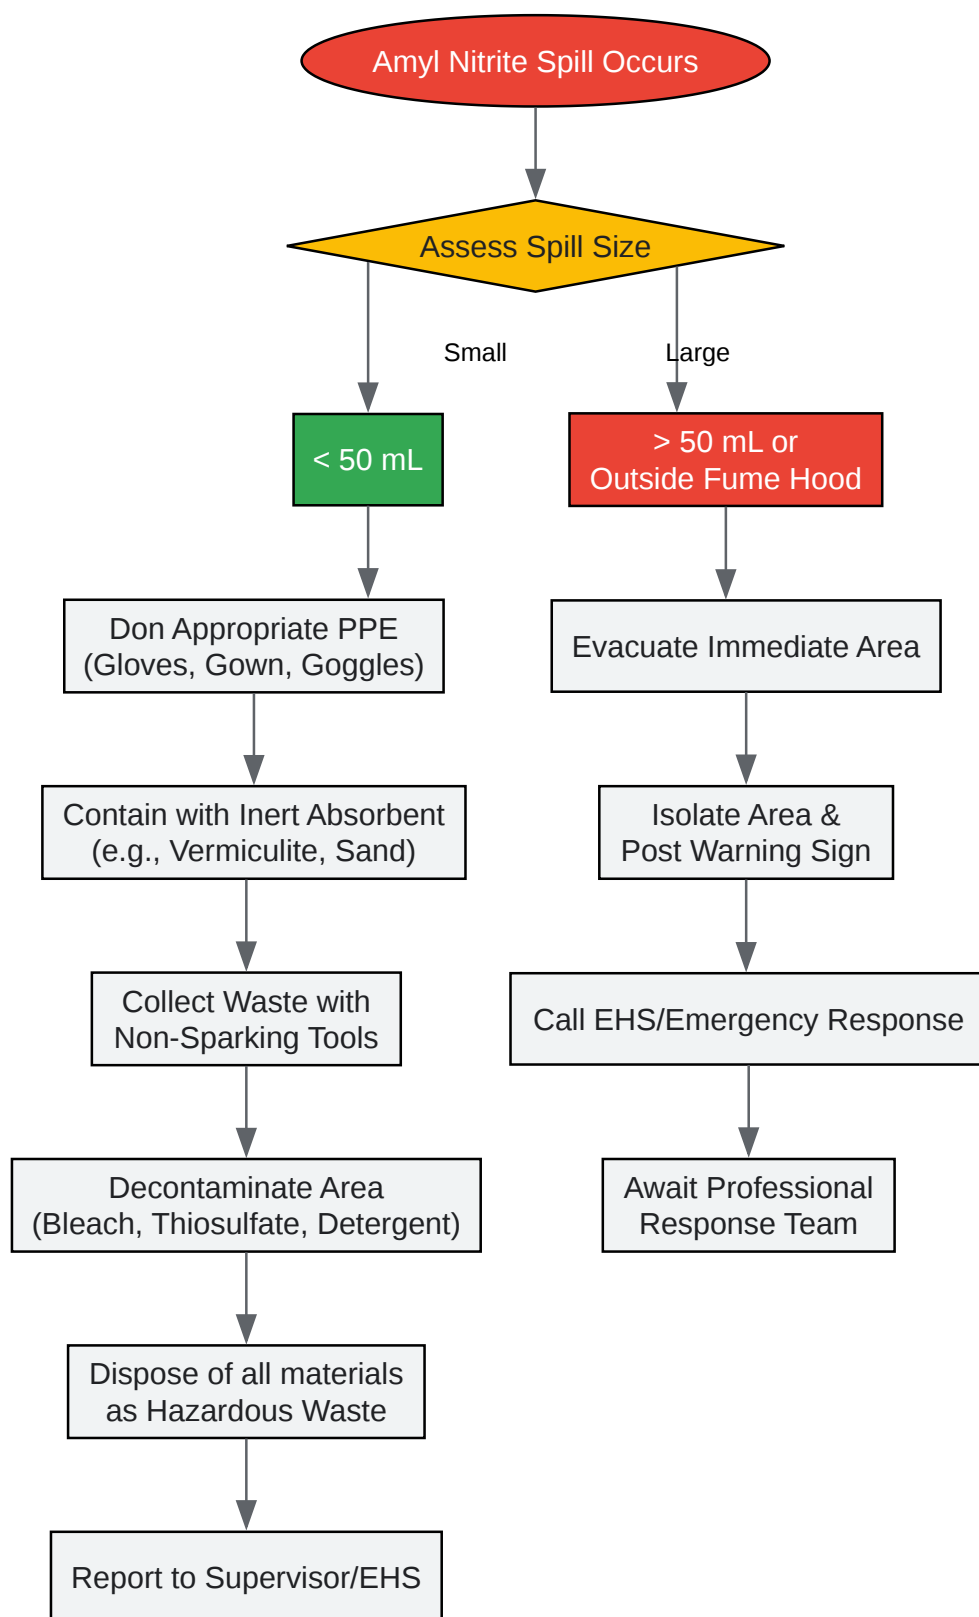 Amyl Nitrite Spill Occurs
Assess Spill Size
Small
Large
< 50 mL
> 50 mL or
Outside Fume Hood
Don Appropriate PPE
(Gloves, Gown, Goggles)
Evacuate Immediate Area
Contain with Inert Absorbent
(e.g., Vermiculite, Sand)
Isolate Area &
Post Warning Sign
Collect Waste with
Non-Sparking Tools
Call EHS/Emergency Response
Decontaminate Area
(Bleach, Thiosulfate, Detergent)
Await Professional
Response Team
Dispose of all materials
as Hazardous Waste
Report to Supervisor/EHS